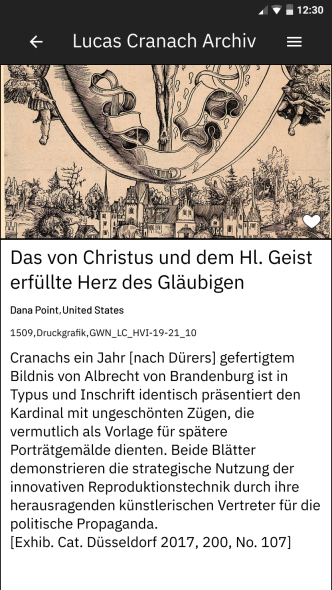 12:30
Lucas Cranach Archiv
Das von Christus und dem Hl. Geist
erfüllte Herz des Gläubigen
Dana Point,United States
1509,Druckgrafik,GWN_LC_HVI-19-21_10
Cranachs ein Jahr [nach Dürers] gefertigtem
Bildnis von Albrecht von Brandenburg ist in
Typus und Inschrift identisch präsentiert den
Kardinal mit ungeschönten Zügen, die
vermutlich als Vorlage für spätere
Porträtgemälde dienten. Beide Blätter
demonstrieren die strategische Nutzung der
innovativen Reproduktionstechnik durch ihre
herausragenden künstlerischen Vertreter für die
politische Propaganda.
[Exhib. Cat. Düsseldorf 2017, 200, No. 107]